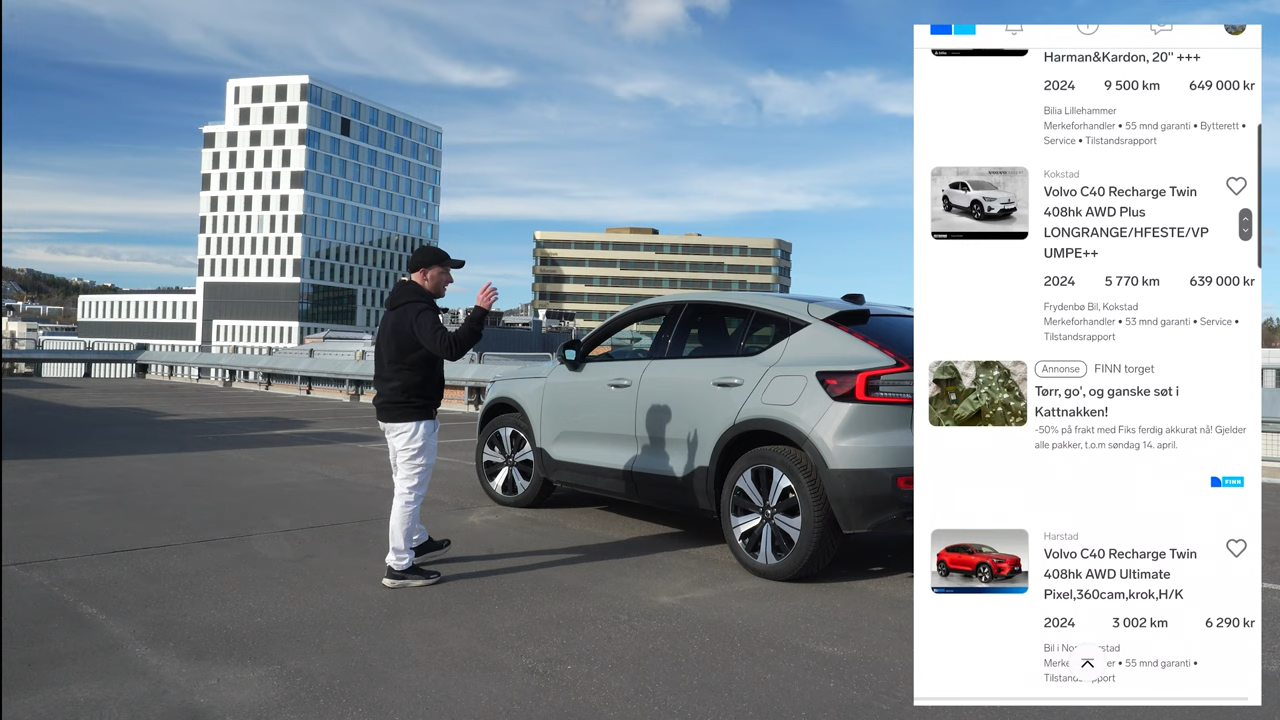 Harman&Kardon, 20'' +++
2024 9 500 km 649 000 kr
Bilia Lillehammer
Merkeforhandler • 55 mnd garanti • Bytterett •
Service • Tilstandsrapport
Kokstad
Volvo C40 Recharge Twin
408hk AWD Plus
LONGRANGE/HFESTE/VP
UMPE++
2024 5 770 km 639 000 kr
Frydenbø Bil, Kokstad
Merkeforhandler • 53 mnd garanti • Service •
Tilstandsrapport
Annonse FINN torget
Tørr, go', og ganske søt i
Kattnakken!
-50% på frakt med Fiks ferdig akkurat nå! Gjelder
alle pakker, t.o.m søndag 14. april.
FINN
Harstad
Volvo C40 Recharge Twin
408hk AWD Ultimate
Pixel,360cam,krok,H/K
2024 3 002 km 6 290 kr
Bil i
• 55 mnd garanti •